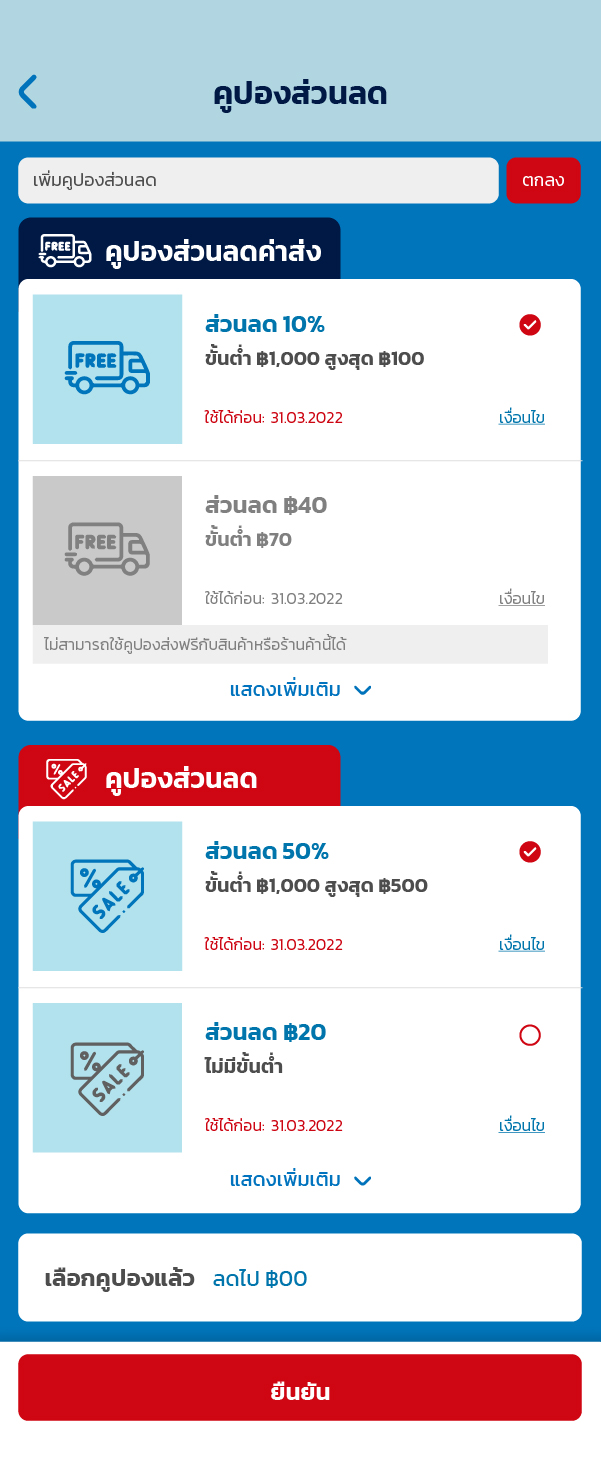 คูปองส่วนลด
เพิ่มคูปองส่วนลด
ตกลง
FREE
คูปองส่วนลดค่าส่ง
FREE
ส่วนลด 10%
ขั้นต่ำ ฿1,000 สูงสุด ฿100
ใช้ได้ก่อน: 31.03.2022
เงื่อนไข
FREE
ส่วนลด ฿40
ขั้นต่ำ ฿70
ใช้ได้ก่อน: 31.03.2022
เงื่อนไข
ไม่สามารถใช้คูปองส่งฟรีกับสินค้าหรือร้านค้านี้ได้
แสดงเพิ่มเติม
% SALE
คูปองส่วนลด
% SALE
ส่วนลด 50%
ขั้นต่ำ ฿1,000 สูงสุด ฿500
ใช้ได้ก่อน: 31.03.2022
เงื่อนไข
% SALE
ส่วนลด ฿20
ไม่มีขั้นต่ำ
ใช้ได้ก่อน: 31.03.2022
เงื่อนไข
แสดงเพิ่มเติม
เลือกคูปองแล้ว ลดไป ฿00
ยืนยัน